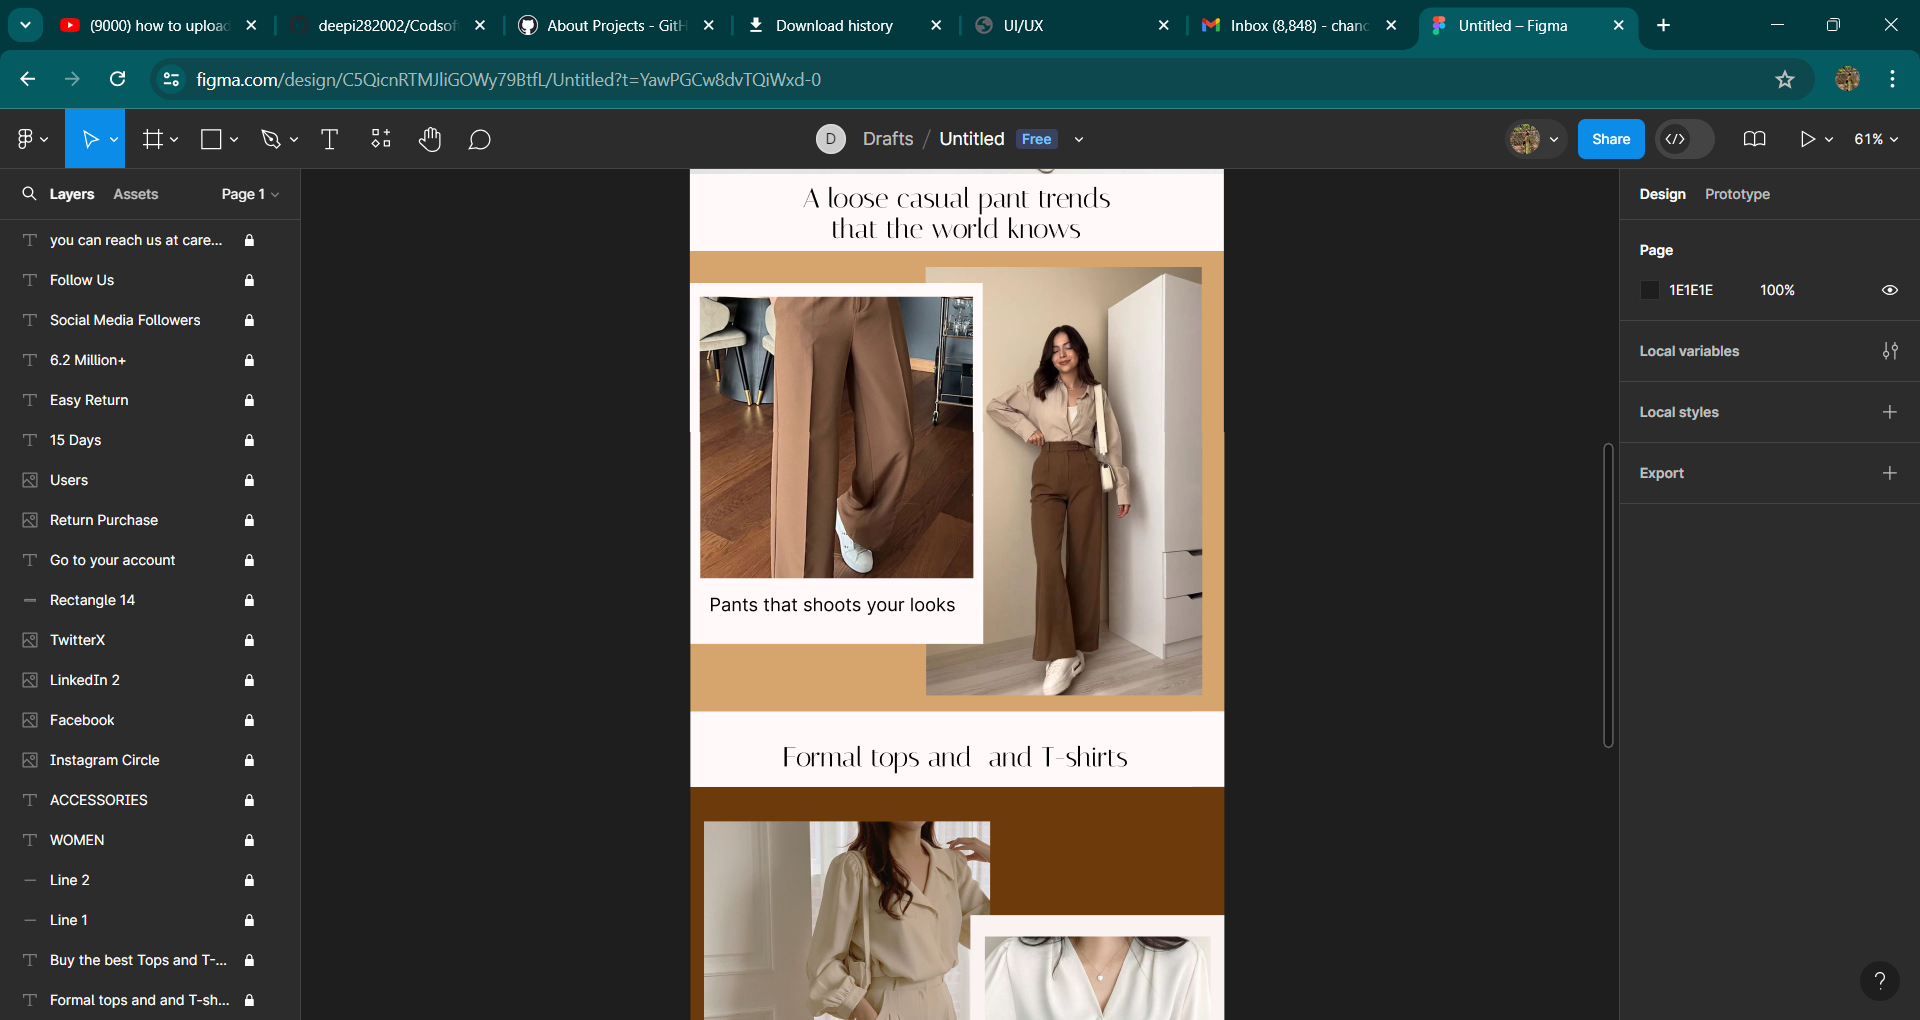 (9000) how to upload
deepi282002/Codsof
About Projects - GitH
Download history
UI/UX
Inbox (8,848) - chanc
Untitled – Figma
figma.com/design/C5QicnRTMJliGOWy79BtfL/Untitled?t=YawPGCw8dvTQiWxd-0
D
Drafts / Untitled
Free
Share
61%
Layers
Assets
Page 1
you can reach us at care...
Follow Us
Social Media Followers
6.2 Million+
Easy Return
15 Days
Users
Return Purchase
Go to your account
Rectangle 14
TwitterX
LinkedIn 2
Facebook
Instagram Circle
ACCESSORIES
WOMEN
Line 2
Line 1
Buy the best Tops and T-...
Formal tops and and T-sh...
A loose casual pant trends
that the world knows
Pants that shoots your looks
Formal tops and and T-shirts
Design
Prototype
Page
1E1E1E
100%
Local variables
Local styles
Export
?